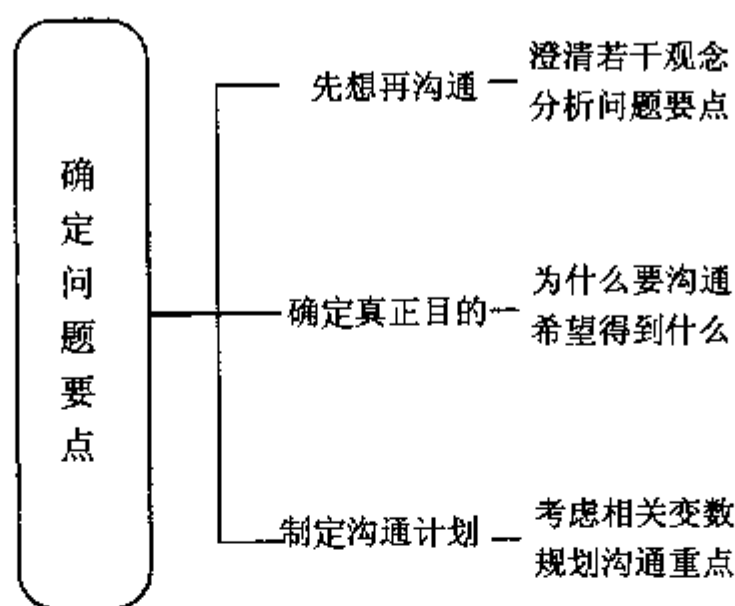 确定问题要点
先想再沟通
澄清若干观念
分析问题要点
确定真正目的
为什么要沟通
希望得到什么
制定沟通计划
考虑相关变数
规划沟通重点